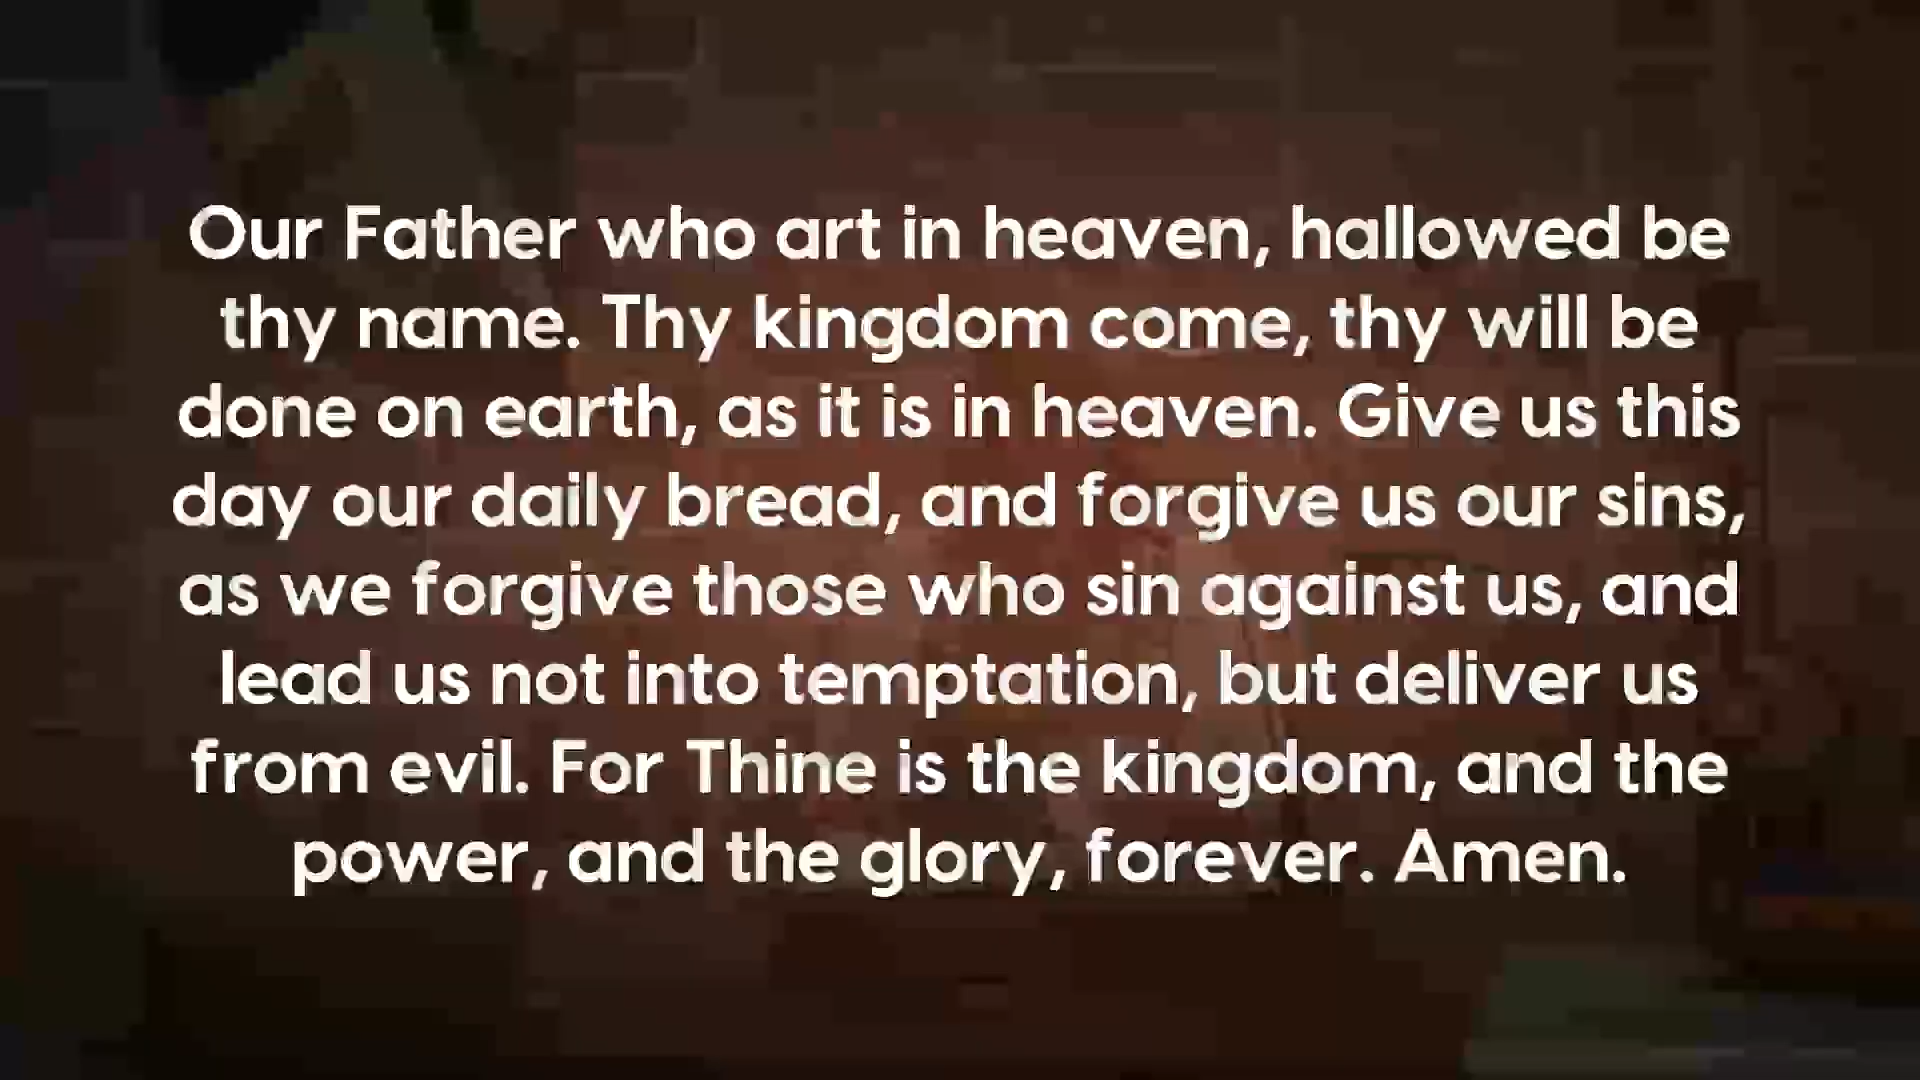 Our Father who art in heaven, hallowed be
thy name. Thy kingdom come, thy will be
done on earth, as it is in heaven. Give us this
day our daily bread, and forgive us our sins,
as we forgive those who sin against us, and
lead us not into temptation, but deliver us
from evil. For Thine is the kingdom, and the
power, and the glory, forever. Amen.